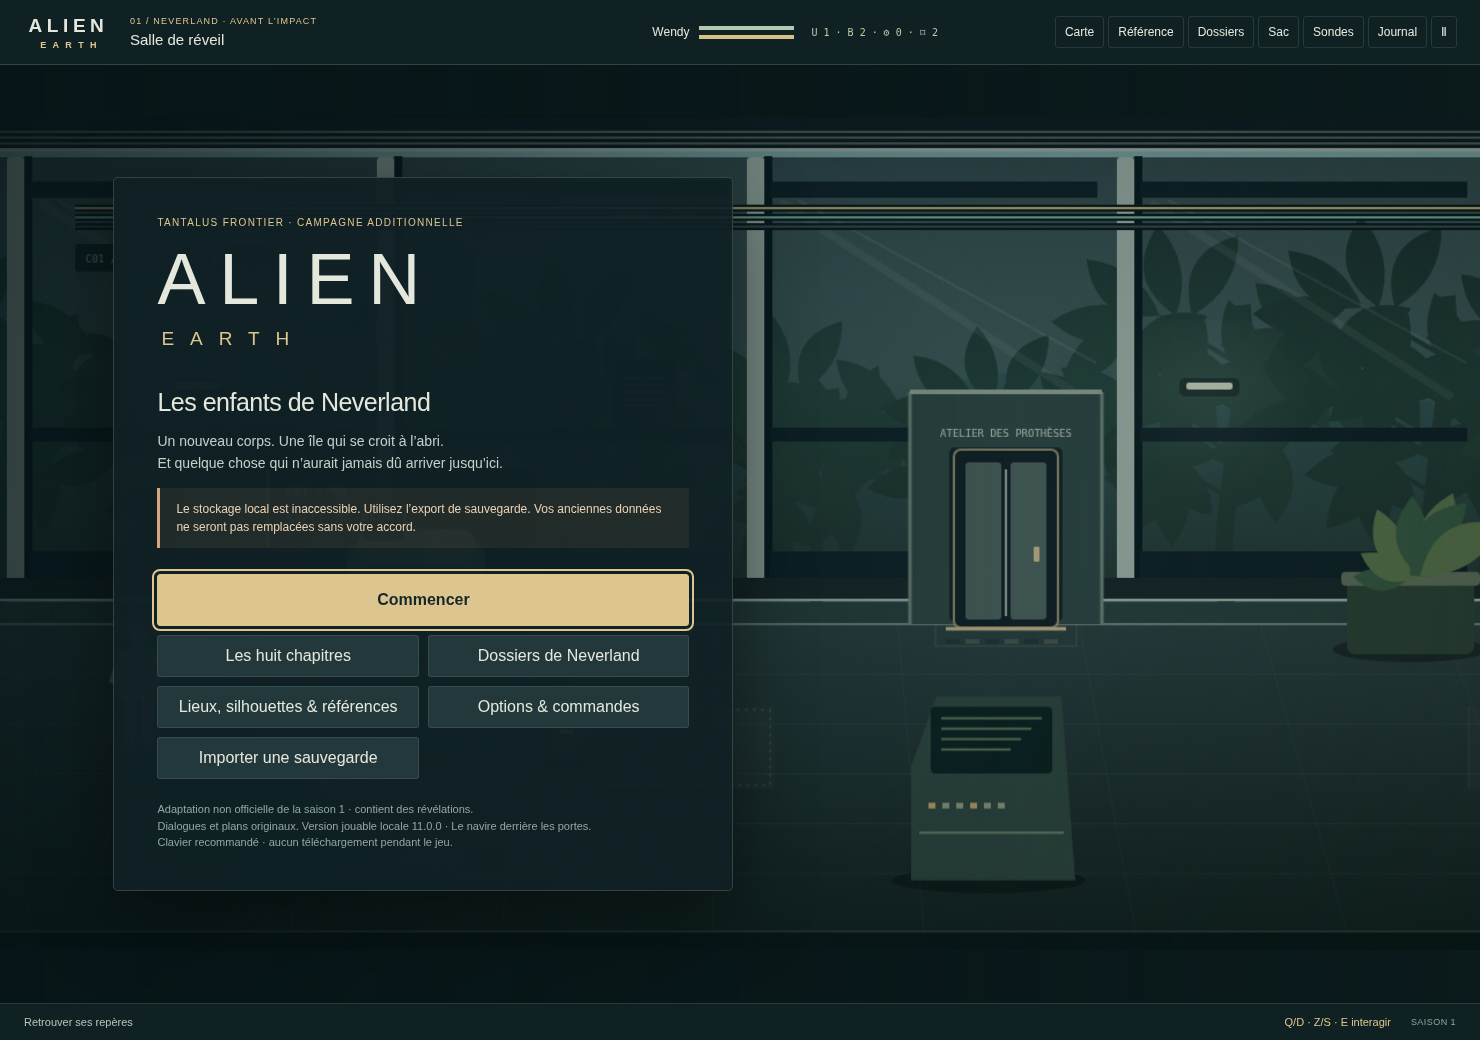 ALIEN
EARTH
01 / NEVERLAND · AVANT L'IMPACT
Salle de réveil
Wendy
U 1 · B 2 · ⚙ 0 · ⌑ 2
Carte
Référence
Dossiers
Sac
Sondes
Journal
Ⅱ
C01
TANTALUS FRONTIER · CAMPAGNE ADDITIONNELLE
ALIEN
EARTH
Les enfants de Neverland
Un nouveau corps. Une île qui se croit à l’abri.
Et quelque chose qui n’aurait jamais dû arriver jusqu’ici.
Le stockage local est inaccessible. Utilisez l’export de sauvegarde. Vos anciennes données
ne seront pas remplacées sans votre accord.
Commencer
Les huit chapitres
Dossiers de Neverland
Lieux, silhouettes & références
Options & commandes
Importer une sauvegarde
Adaptation non officielle de la saison 1 · contient des révélations.
Dialogues et plans originaux. Version jouable locale 11.0.0 · Le navire derrière les portes.
Clavier recommandé · aucun téléchargement pendant le jeu.
ATELIER DES PROTHÈSES
Retrouver ses repères
Q/D · Z/S · E interagir
SAISON 1